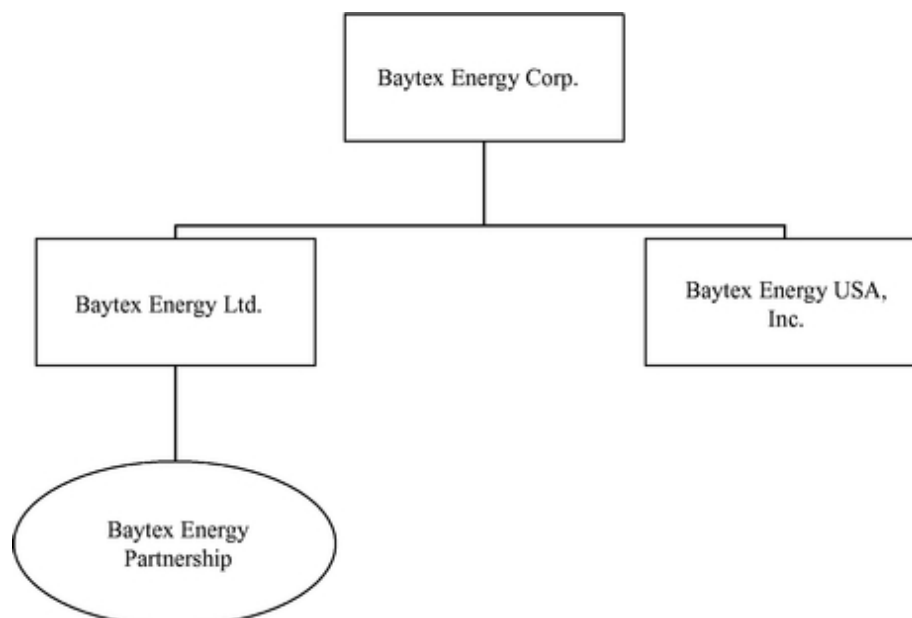 Baytex Energy Corp.
Baytex Energy Ltd.
Baytex Energy USA,
Inc.
Baytex Energy
Partnership